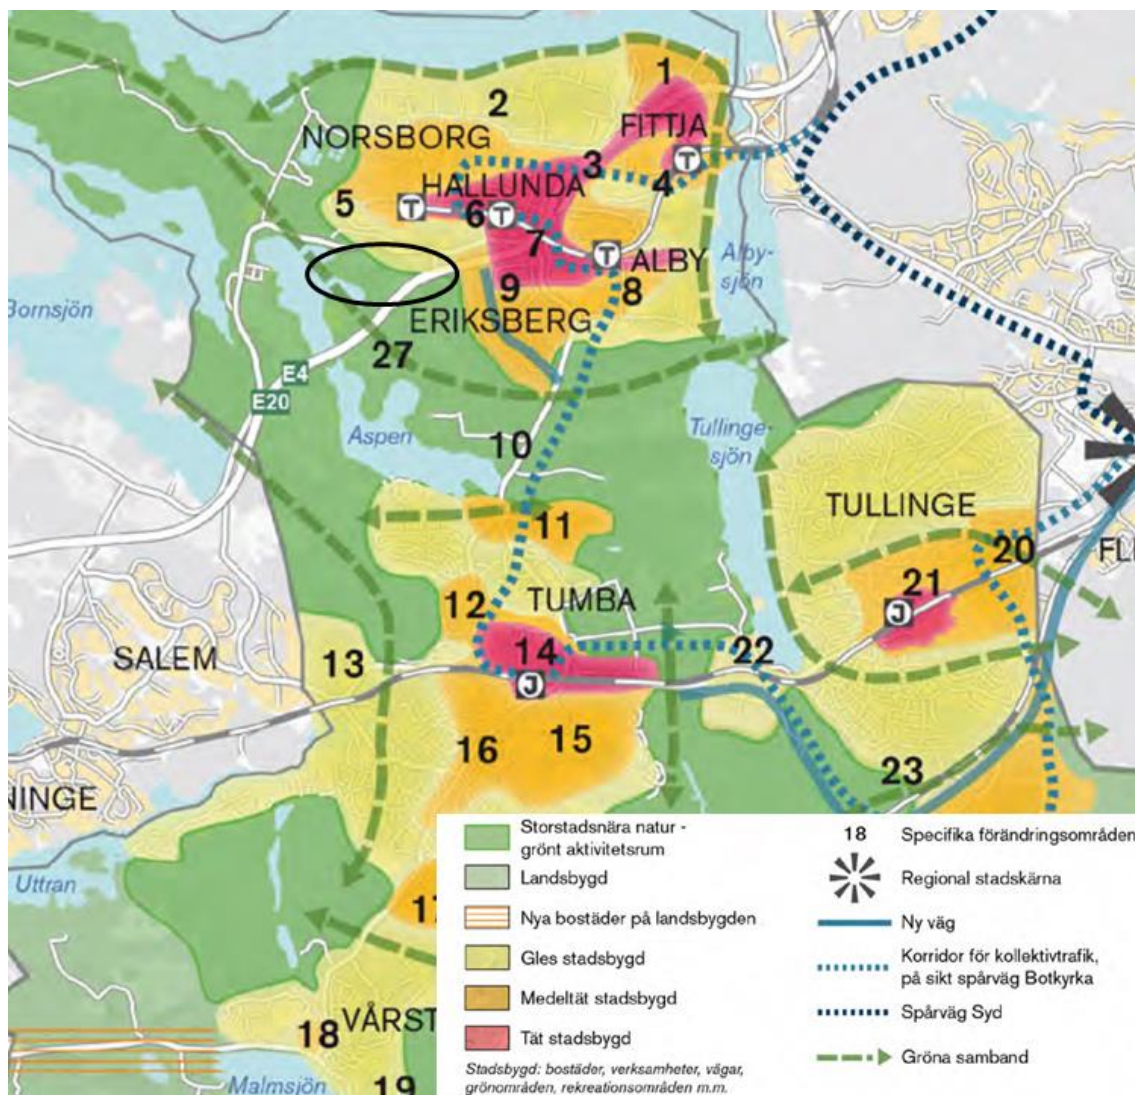 1
2
FITTJA
NORSBORG
3
T
4
HALLUNDA
5
T
6
T
7
T
ALBY
Alby-
sjön
8
9
ERIKSBERG
Bornsjön
27
E4
E20
Aspen
10
Tullinge-
sjön
TULLINGE
11
20
21
J
12
TUMBA
14
J
22
SALEM
13
15
16
23
NINGE
Uttran
18
VÅRST
19
Malmsjön
Storstadsnära natur -
grönt aktivitetsrum
Landsbygd
Nya bostäder på landsbygden
Gles stadsbygd
Medeltät stadsbygd
Tät stadsbygd
Stadsbygd: bostäder, verksamheter, vägar,
grönområden, rekreationsområden m.m.
18 Specifika förändringsområden
Regional stadskärna
Ny väg
Korridor för kollektivtrafik,
på sikt spårväg Botkyrka
Spårväg Syd
Gröna samband